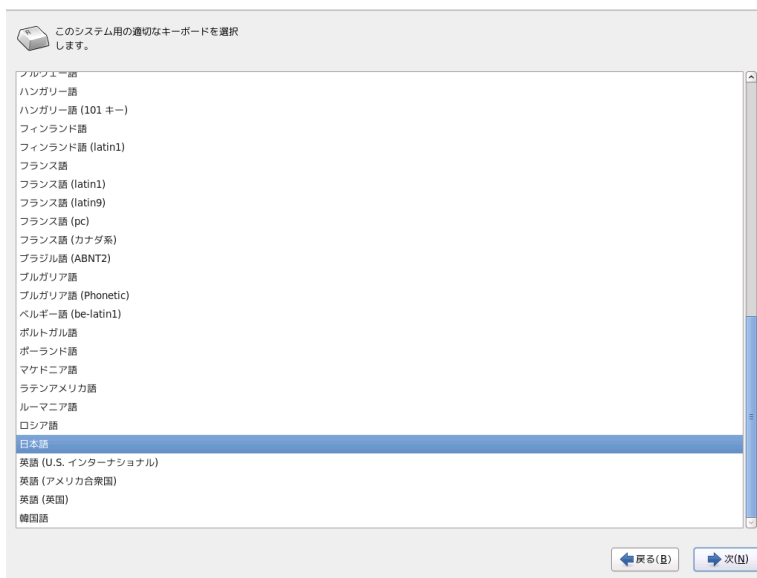 このシステム用の適切なキーボードを選択
します。
ノルウェー語
ハンガリー語
ハンガリー語 (101 キー)
フィンランド語
フィンランド語 (latin1)
フランス語
フランス語 (latin1)
フランス語 (latin9)
フランス語 (pc)
フランス語 (カナダ系)
ブラジル語 (ABNT2)
ブルガリア語
ブルガリア語 (Phonetic)
ベルギー語 (be-latin1)
ポルトガル語
ポーランド語
マケドニア語
ラテンアメリカ語
ルーマニア語
ロシア語
日本語
英語 (U.S. インターナショナル)
英語 (アメリカ合衆国)
英語 (英国)
韓国語
戻る(B) 次(N)